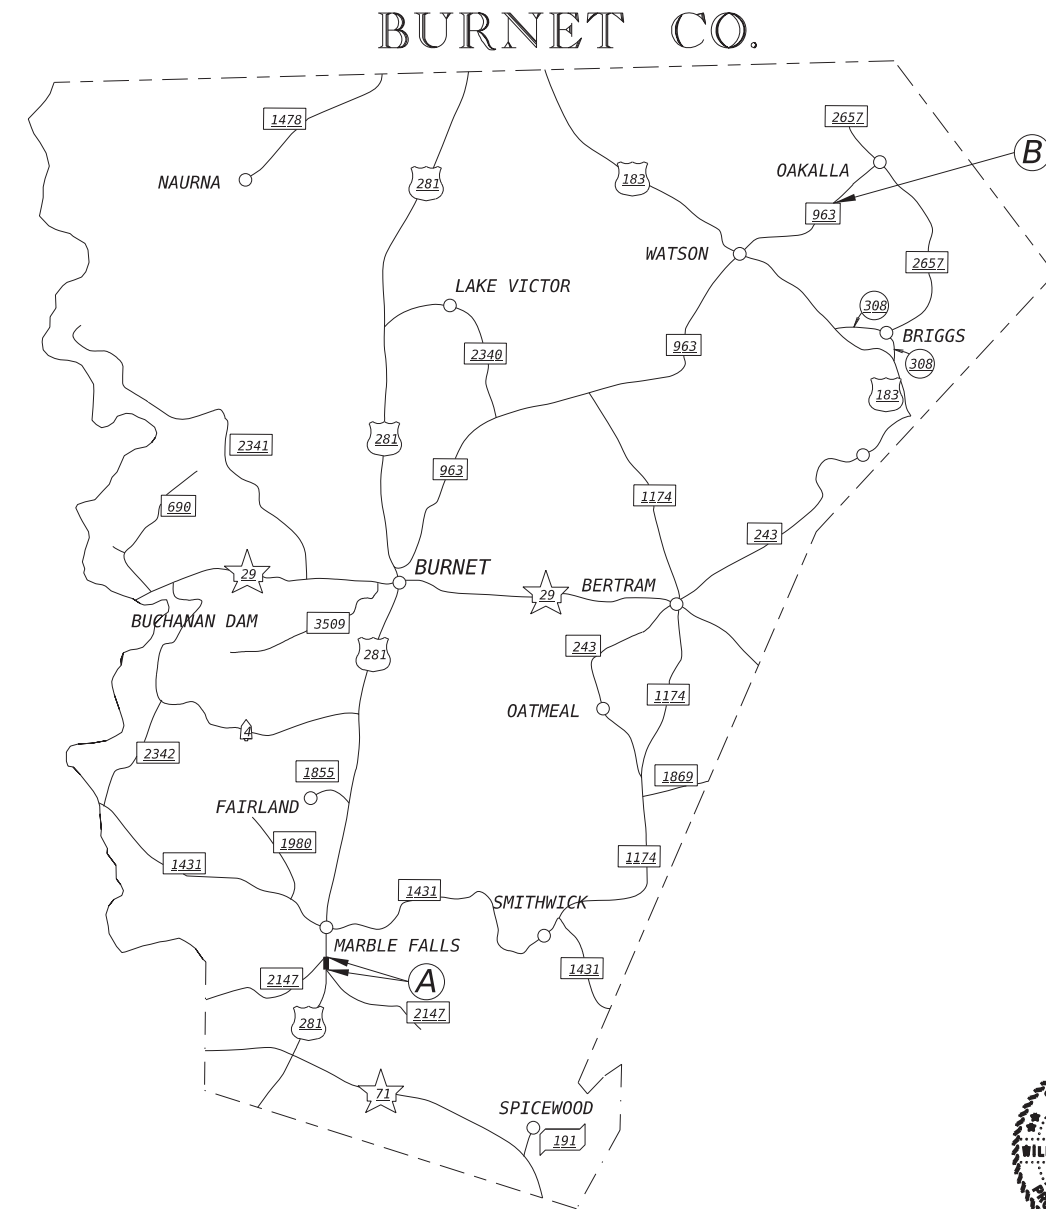 BURNET CO.
1478
2657
B
OAKALLA
NAURNA
281
183
963
WATSON
2657
LAKE VICTOR
308
BRIGGS
963
2340
308
183
281
2341
963
1174
690
243
BURNET
29
BERTRAM
29
BUCHANAN DAM
3509
243
281
1174
OATMEAL
4
2342
1855
1869
FAIRLAND
1980
1174
1431
1431
SMITHWICK
MARBLE FALLS
1431
2147
A
2147
281
71
SPICEWOOD
191